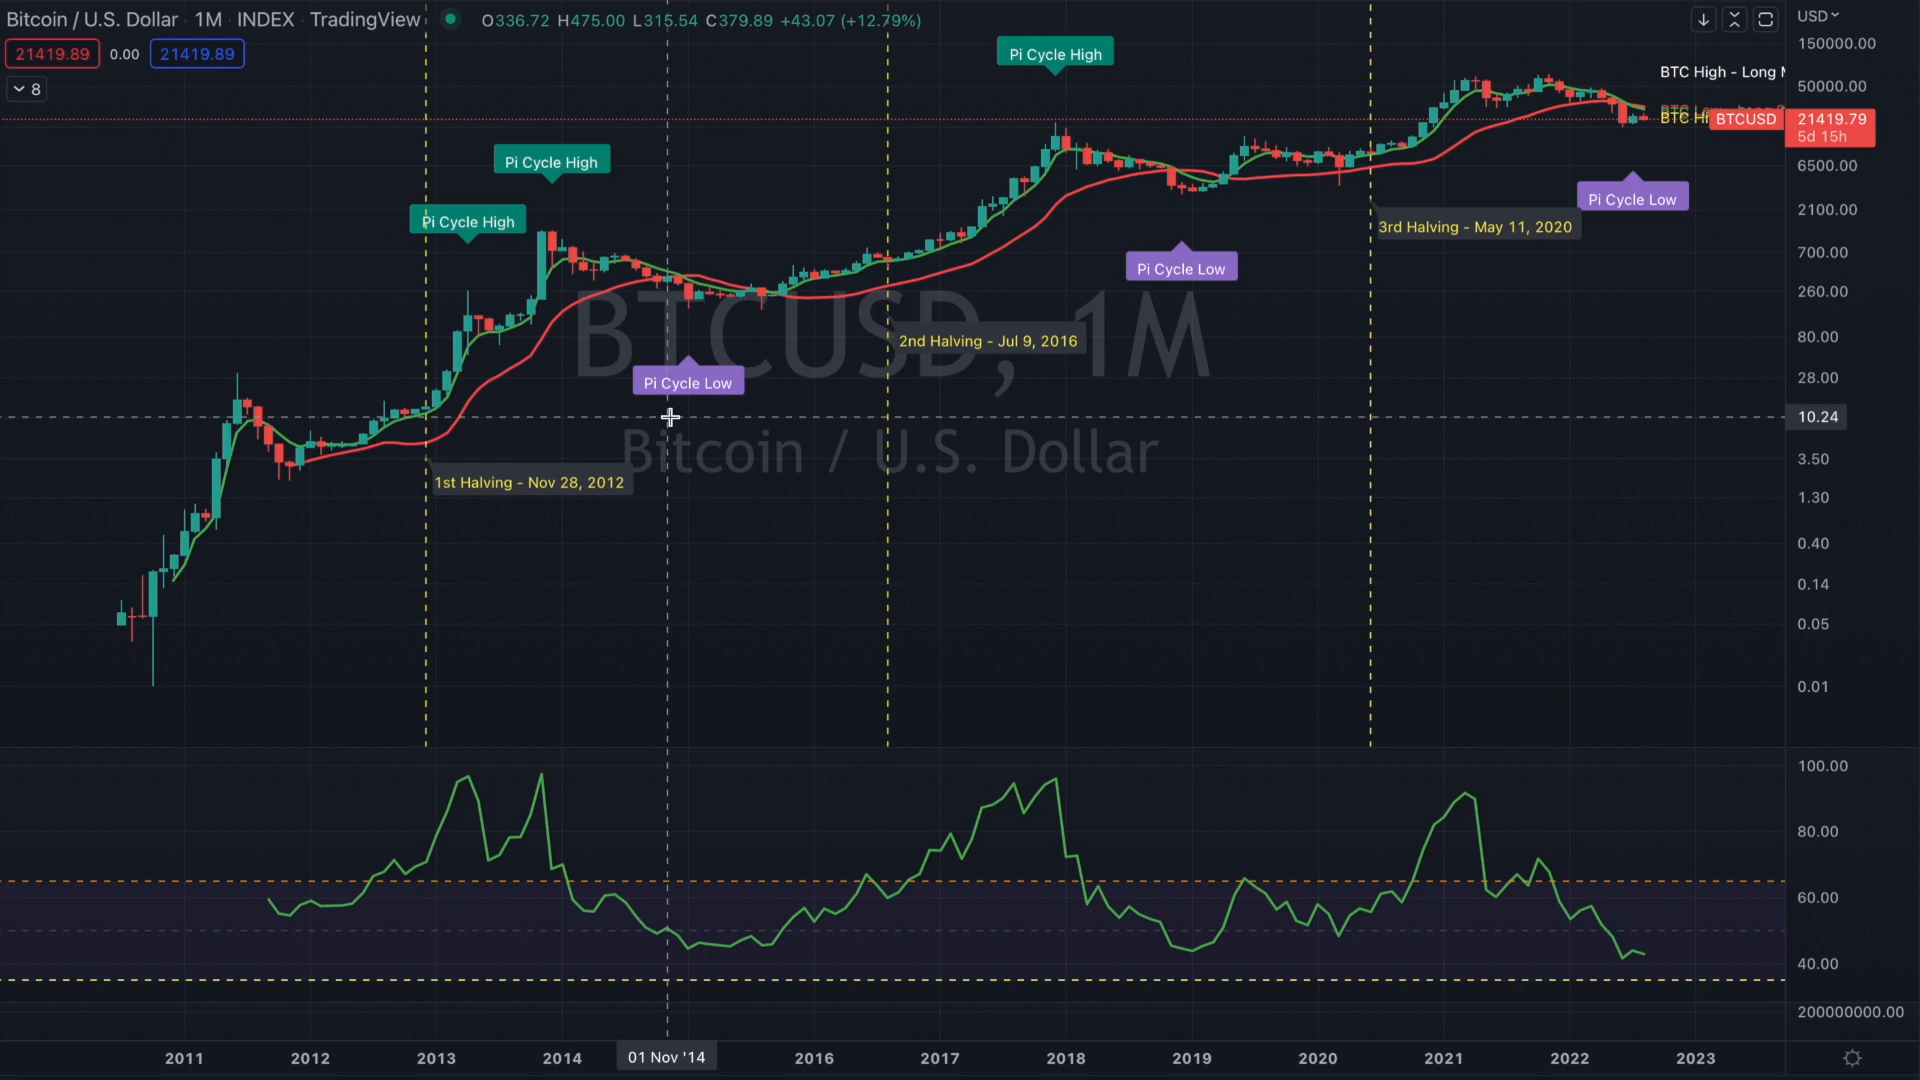 Bitcoin / U.S. Dollar · 1M · INDEX · TradingView
O336.72 H475.00 L315.54 C379.89 +43.07 (+12.79%)
USD
21419.89 0.00 21419.89
8
Pi Cycle High
Pi Cycle High
Pi Cycle High
BTC High - Long
BTC
BTCUSD
21419.79
5d 15h
Pi Cycle Low
Pi Cycle Low
Pi Cycle Low
3rd Halving - May 11, 2020
2nd Halving - Jul 9, 2016
1st Halving - Nov 28, 2012
BTCUSD, 1M
Bitcoin / U.S. Dollar
150000.00
50000.00
6500.00
2100.00
700.00
260.00
80.00
28.00
10.24
3.50
1.30
0.40
0.14
0.05
0.01
100.00
80.00
60.00
40.00
200000000.00
2011 2012 2013 2014 01 Nov '14 2016 2017 2018 2019 2020 2021 2022 2023